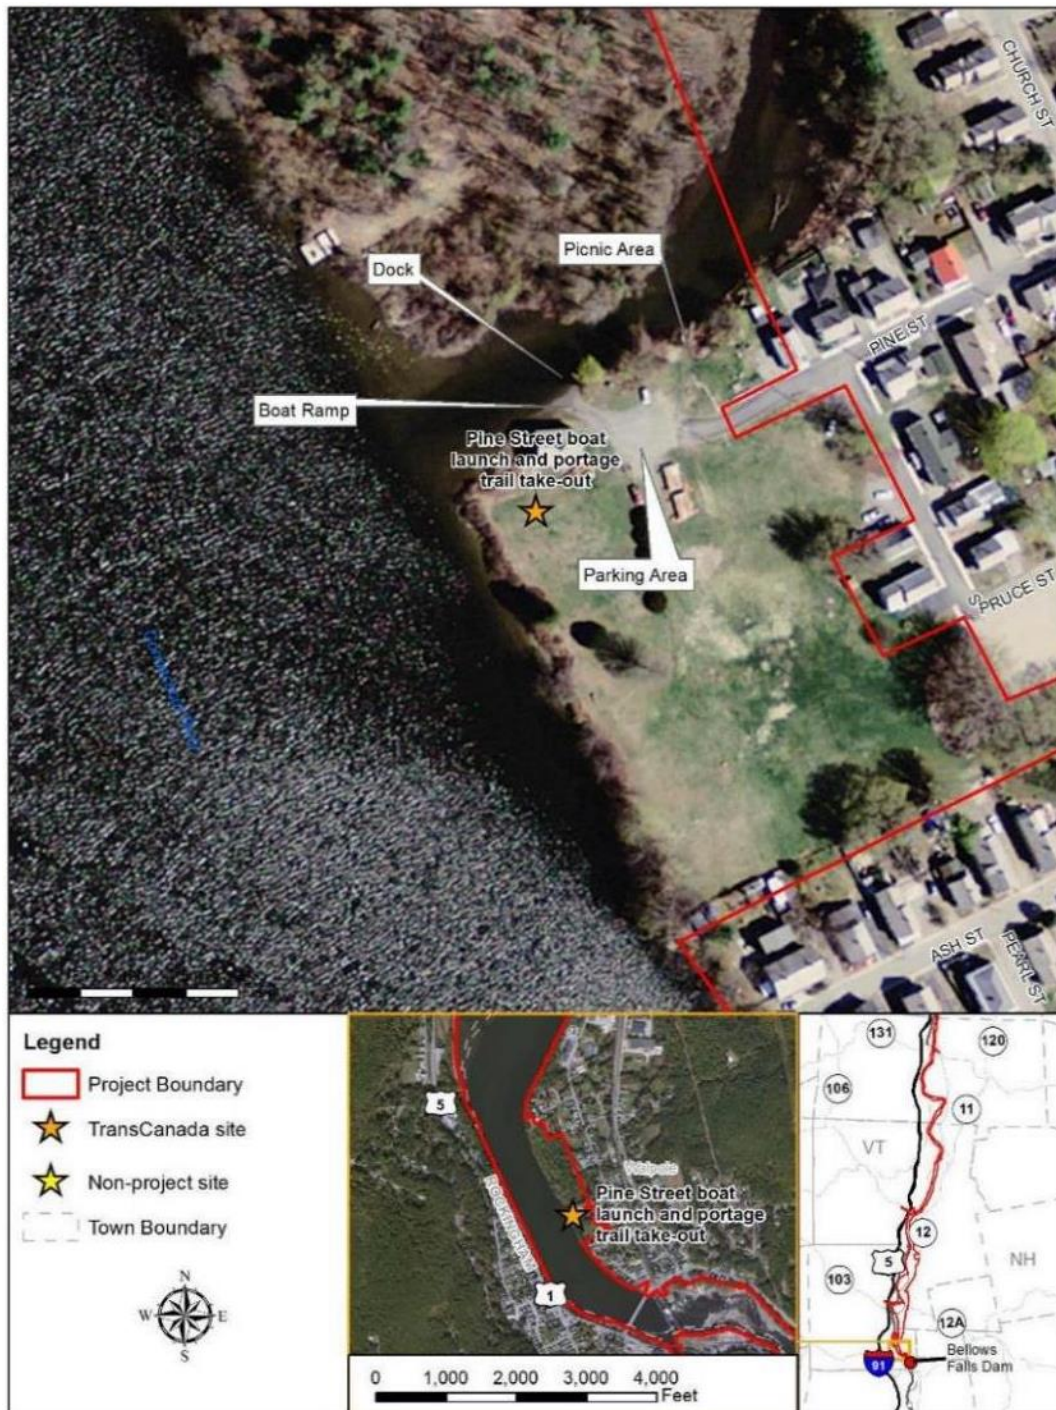 CHURCH ST
Picnic Area
Dock
PINE ST
Boat Ramp
Pine Street boat
launch and portage
trail take-out
Parking Area
SPRUCE ST
ASH ST
PEARL ST
Legend
Project Boundary
TransCanada site
Non-project site
Town Boundary
N
W
E
S
5
Walpole
ROCKINGHAM
Pine Street boat
launch and portage
trail take-out
1
0 1,000 2,000 3,000 4,000
Feet
131
120
106
11
VT
12
5
NH
103
12A
91
Bellows
Falls Dam